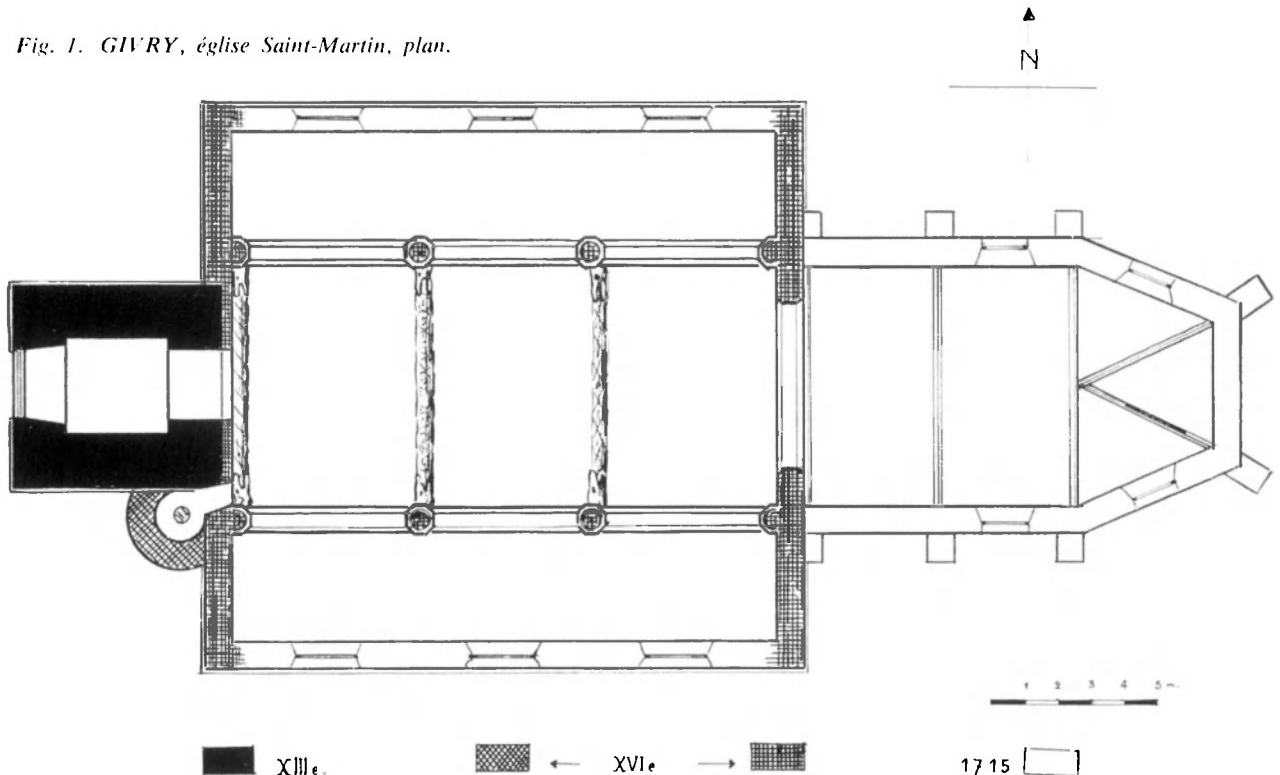 Fig. 1. GIVRY, église Saint-Martin, plan.
N
1 2 3 4 5 m.
XIIIe. ← XVIe → 1715